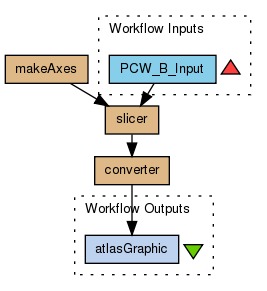 Workflow Inputs
makeAxes
PCW_B_Input
slicer
converter
Workflow Outputs
atlasGraphic